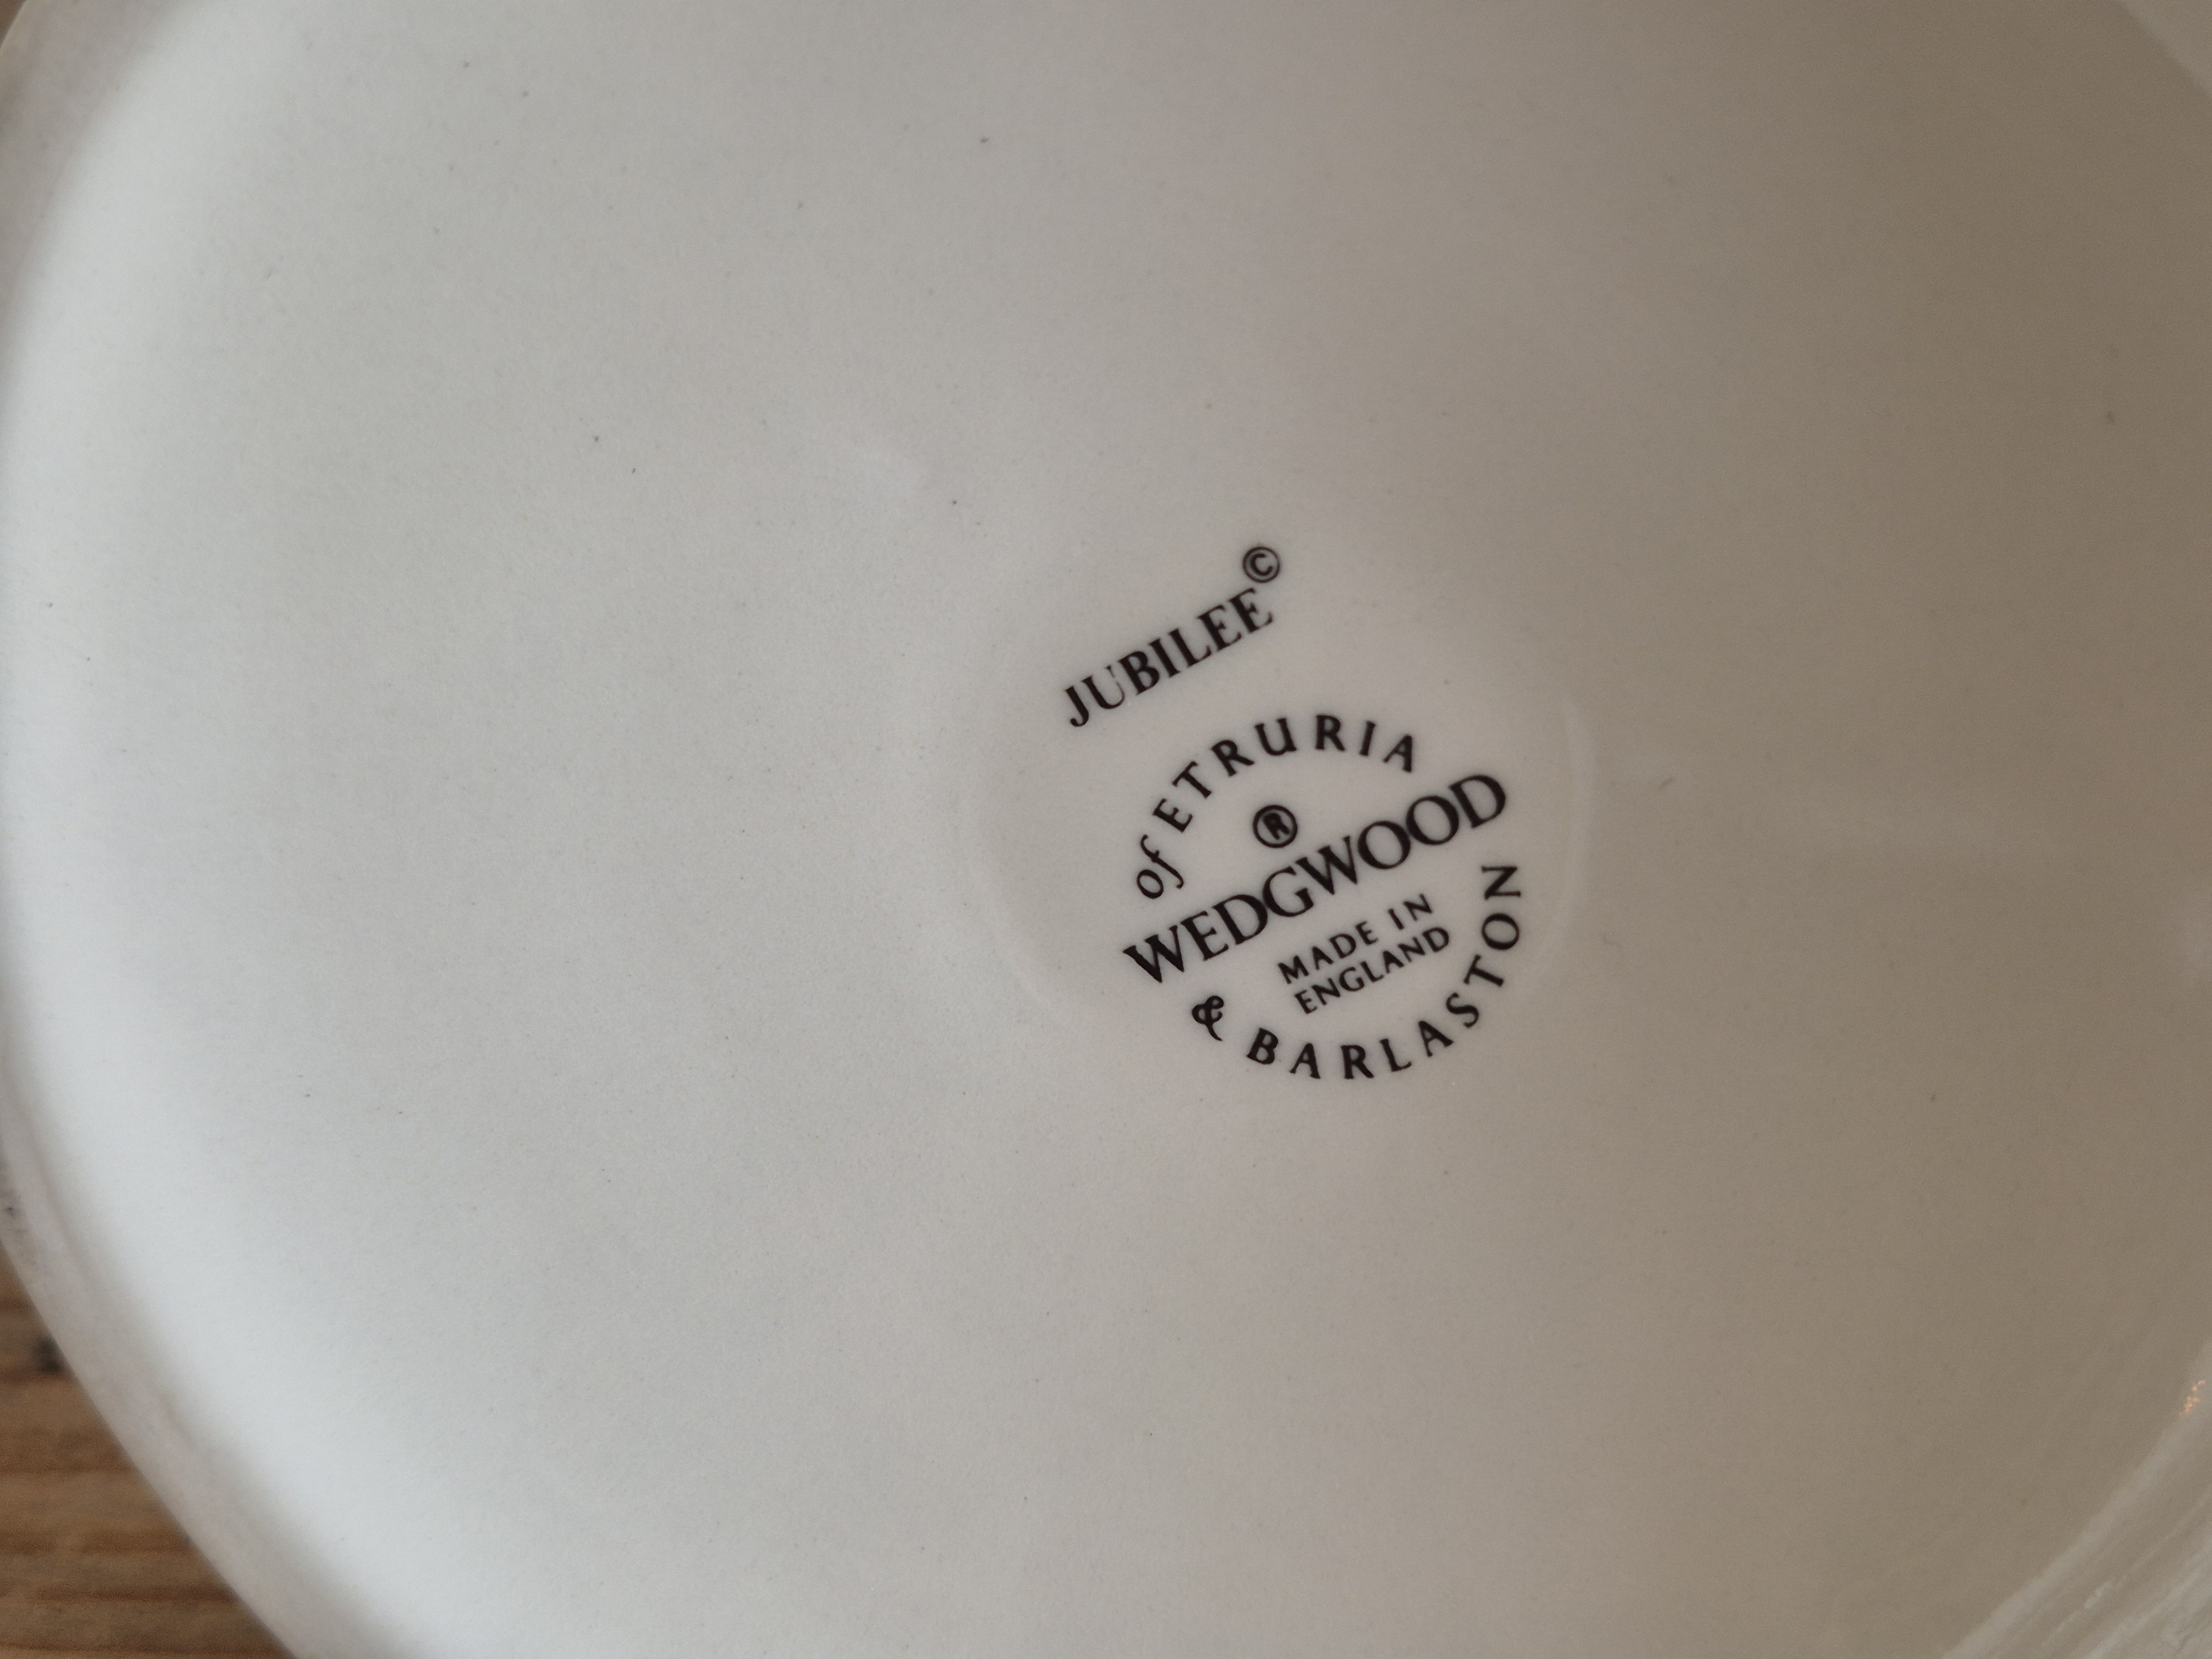 JUBILEE©
of ETRURIA
®
WEDGWOOD
MADE IN
ENGLAND
& BARLASTON